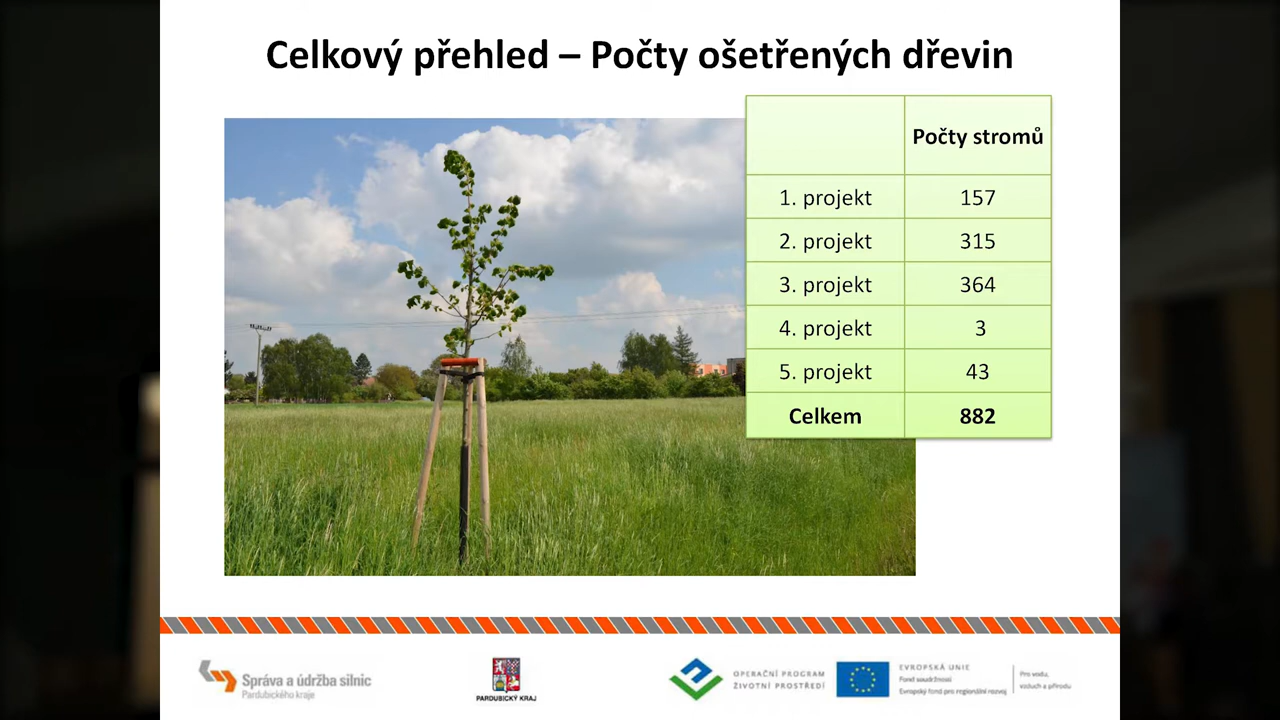 Celkový přehled – Počty ošetřených dřevin
Počty stromů
1. projekt 157
2. projekt 315
3. projekt 364
4. projekt 3
5. projekt 43
Celkem 882
Správa a údržba silnic
Pardubického kraje
PARDUBICKÝ KRAJ
OPERAČNÍ PROGRAM
ŽIVOTNÍ PROSTŘEDÍ
EVROPSKÁ UNIE
Fond soudržnosti
Evropský fond pro regionální rozvoj
Pro vodu,
vzduch a přírodu